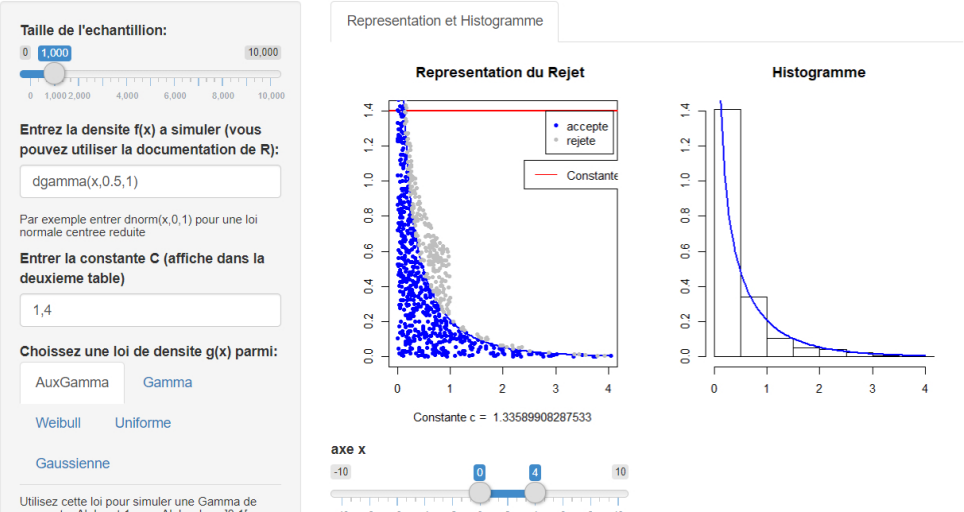 Taille de l'echantillion:
0 1,000 10,000
0 1,000 2,000 4,000 6,000 8,000 10,000
Entrez la densite f(x) a simuler (vous
pouvez utiliser la documentation de R):
dgamma(x,0.5,1)
Par exemple entrer dnorm(x,0,1) pour une loi
normale centree reduite
Entrer la constante C (affiche dans la
deuxieme table)
1,4
Choissez une loi de densite g(x) parmi:
AuxGamma Gamma
Weibull Uniforme
Gaussienne
Utilisez cette loi pour simuler une Gamma de
Representation et Histogramme
Representation du Rejet
accepte
rejete
Constante
0.0 0.2 0.4 0.6 0.8 1.0 1.2 1.4
0 1 2 3 4
Constante c = 1.33589908287533
Histogramme
0.0 0.2 0.4 0.6 0.8 1.0 1.2 1.4
0 1 2 3 4
axe x
-10 0 4 10